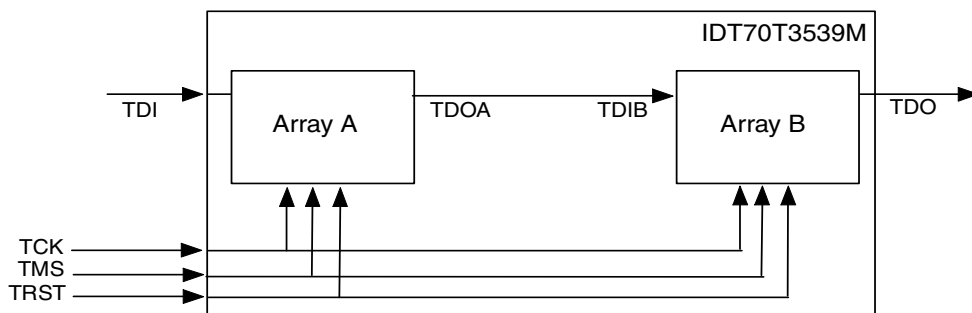 IDT70T3539M
Array A
Array B
TDI
TDOA
TDIB
TDO
TCK
TMS
TRST